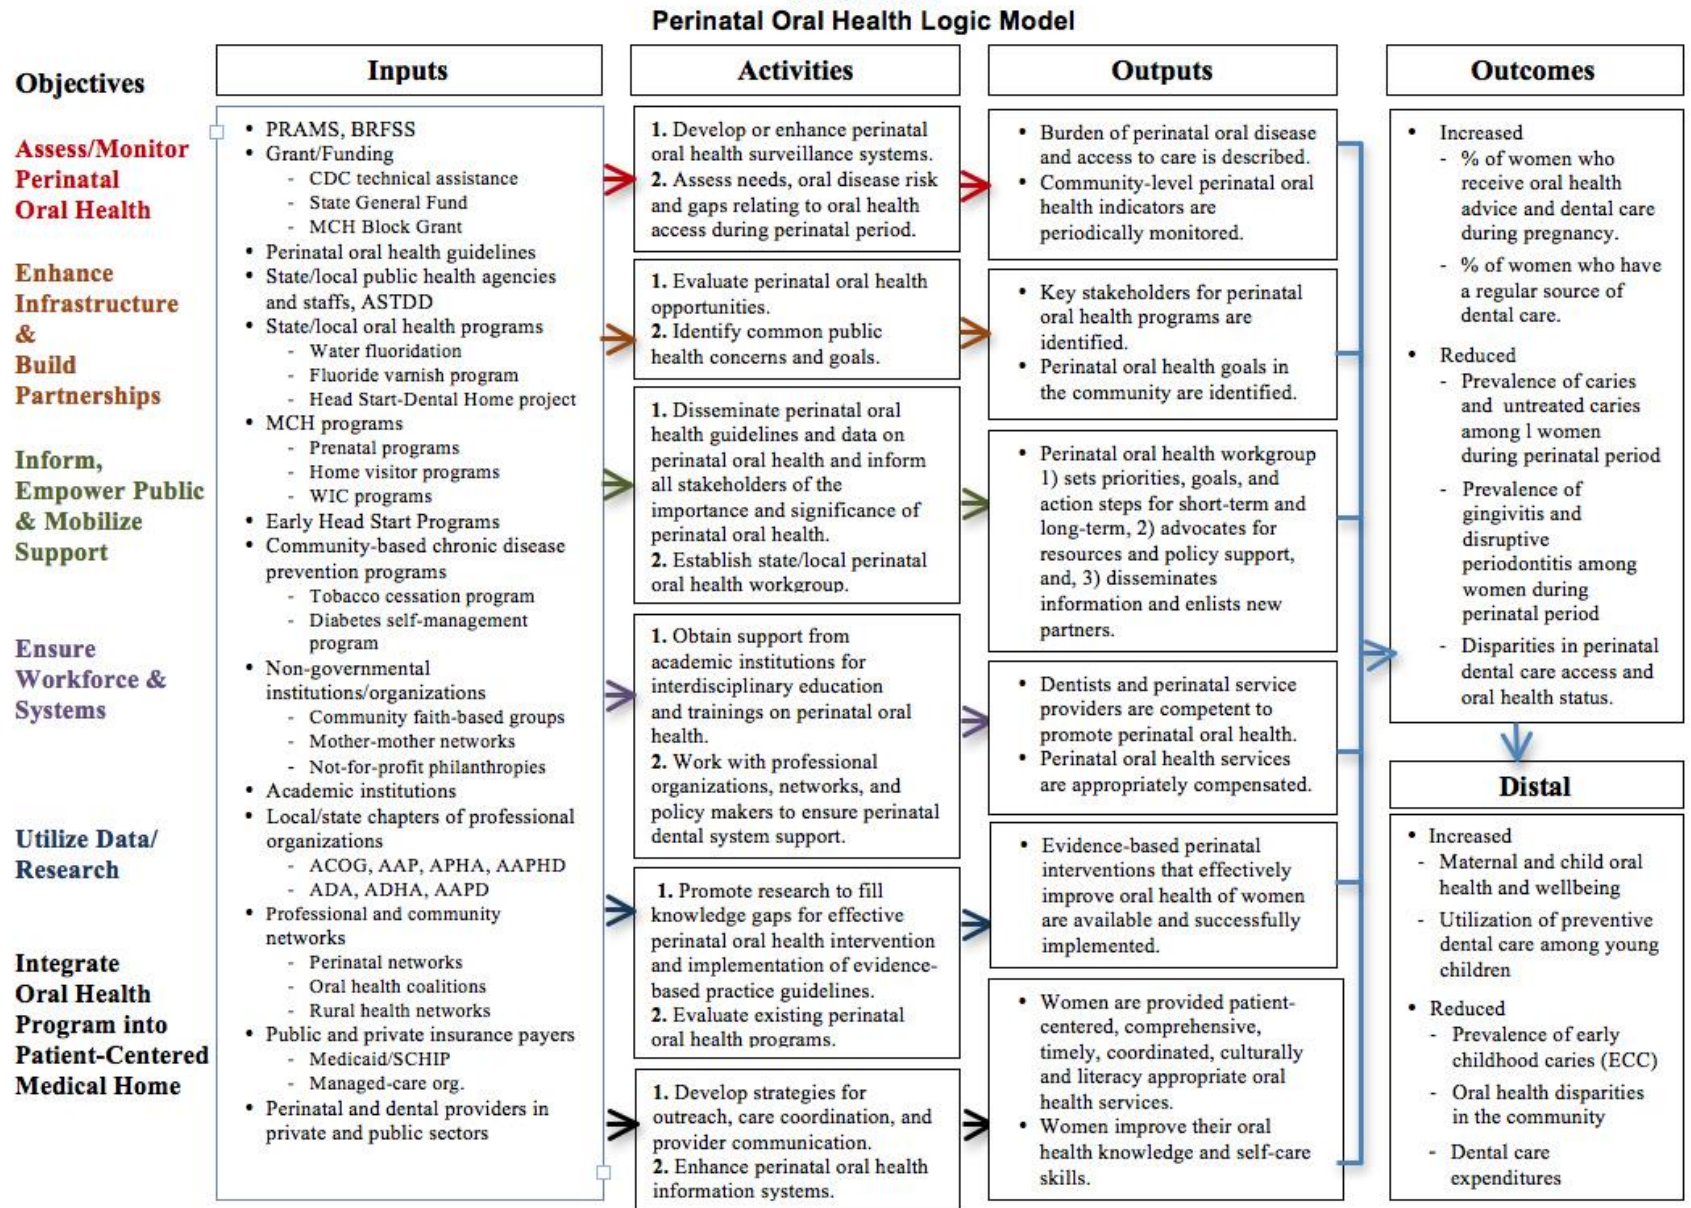 Perinatal Oral Health Logic Model
Objectives
Assess/Monitor
Perinatal
Oral Health
Enhance
Infrastructure
&
Build
Partnerships
Inform,
Empower Public
& Mobilize
Support
Ensure
Workforce &
Systems
Utilize Data/
Research
Integrate
Oral Health
Program into
Patient-Centered
Medical Home
Inputs
• PRAMS, BRFSS
• Grant/Funding
- CDC technical assistance
- State General Fund
- MCH Block Grant
• Perinatal oral health guidelines
• State/local public health agencies
and staffs, ASTDD
• State/local oral health programs
- Water fluoridation
- Fluoride varnish program
- Head Start-Dental Home project
• MCH programs
- Prenatal programs
- Home visitor programs
- WIC programs
• Early Head Start Programs
• Community-based chronic disease
prevention programs
- Tobacco cessation program
- Diabetes self-management
program
• Non-governmental
institutions/organizations
- Community faith-based groups
- Mother-mother networks
- Not-for-profit philanthropies
• Academic institutions
• Local/state chapters of professional
organizations
- ACOG, AAP, APHA, AAPHD
- ADA, ADHA, AAPD
• Professional and community
networks
- Perinatal networks
- Oral health coalitions
- Rural health networks
• Public and private insurance payers
- Medicaid/SCHIP
- Managed-care org.
• Perinatal and dental providers in
private and public sectors
Activities
1. Develop or enhance perinatal
oral health surveillance systems.
2. Assess needs, oral disease risk
and gaps relating to oral health
access during perinatal period.
1. Evaluate perinatal oral health
opportunities.
2. Identify common public
health concerns and goals.
1. Disseminate perinatal oral
health guidelines and data on
perinatal oral health and inform
all stakeholders of the
importance and significance of
perinatal oral health.
2. Establish state/local perinatal
oral health workgroup.
1. Obtain support from
academic institutions for
interdisciplinary education
and trainings on perinatal oral
health.
2. Work with professional
organizations, networks, and
policy makers to ensure perinatal
dental system support.
1. Promote research to fill
knowledge gaps for effective
perinatal oral health intervention
and implementation of evidence-
based practice guidelines.
2. Evaluate existing perinatal
oral health programs.
1. Develop strategies for
outreach, care coordination, and
provider communication.
2. Enhance perinatal oral health
information systems.
Outputs
• Burden of perinatal oral disease
and access to care is described.
• Community-level perinatal oral
health indicators are
periodically monitored.
• Key stakeholders for perinatal
oral health programs are
identified.
• Perinatal oral health goals in
the community are identified.
• Perinatal oral health workgroup
1) sets priorities, goals, and
action steps for short-term and
long-term, 2) advocates for
resources and policy support,
and, 3) disseminates
information and enlists new
partners.
• Dentists and perinatal service
providers are competent to
promote perinatal oral health.
• Perinatal oral health services
are appropriately compensated.
• Evidence-based perinatal
interventions that effectively
improve oral health of women
are available and successfully
implemented.
• Women are provided patient-
centered, comprehensive,
timely, coordinated, culturally
and literacy appropriate oral
health services.
• Women improve their oral
health knowledge and self-care
skills.
Outcomes
• Increased
- % of women who
receive oral health
advice and dental care
during pregnancy.
- % of women who have
a regular source of
dental care.
• Reduced
- Prevalence of caries
and untreated caries
among l women
during perinatal period
- Prevalence of
gingivitis and
disruptive
periodontitis among
women during
perinatal period
- Disparities in perinatal
dental care access and
oral health status.
Distal
• Increased
- Maternal and child oral
health and wellbeing
- Utilization of preventive
dental care among young
children
• Reduced
- Prevalence of early
childhood caries (ECC)
- Oral health disparities
in the community
- Dental care
expenditures